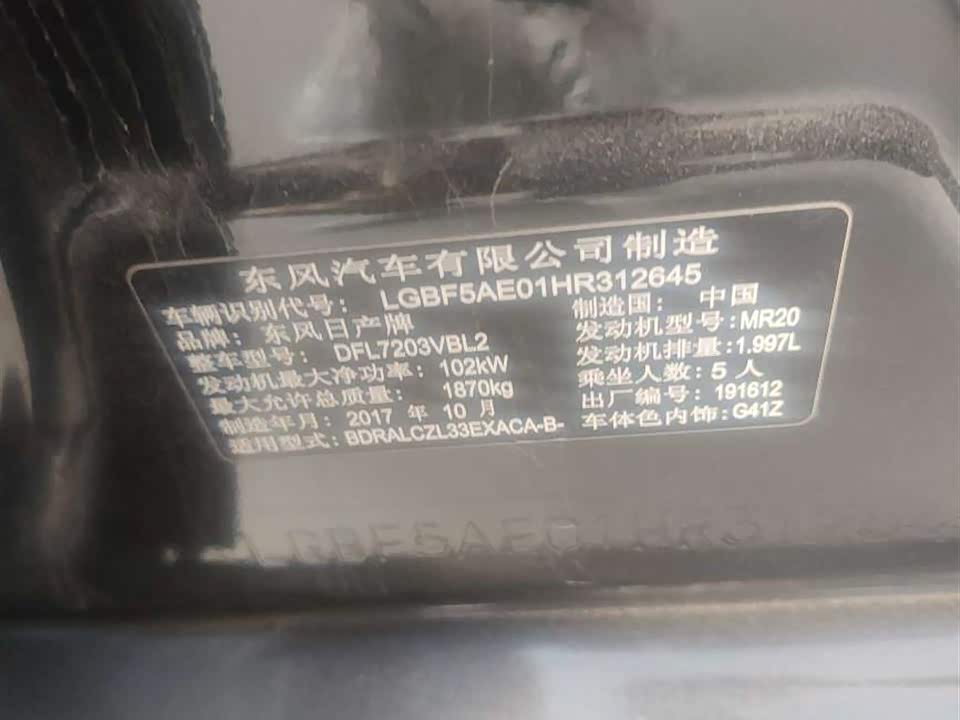 东风汽车有限公司制造
车辆识别代号: LGBF5AE01HR312645
品牌: 东风日产牌 制造国: 中国
整车型号: DFL7203VBL2 发动机型号: MR20
发动机最大净功率: 102kW 发动机排量: 1.997L
最大允许总质量: 1870kg 乘坐人数: 5 人
制造年月: 2017 年 10 月 出厂编号: 191612
适用型式: BDRALCZL33EXACA-B- 车体色内饰: G41Z
LGBF5AE01HR31